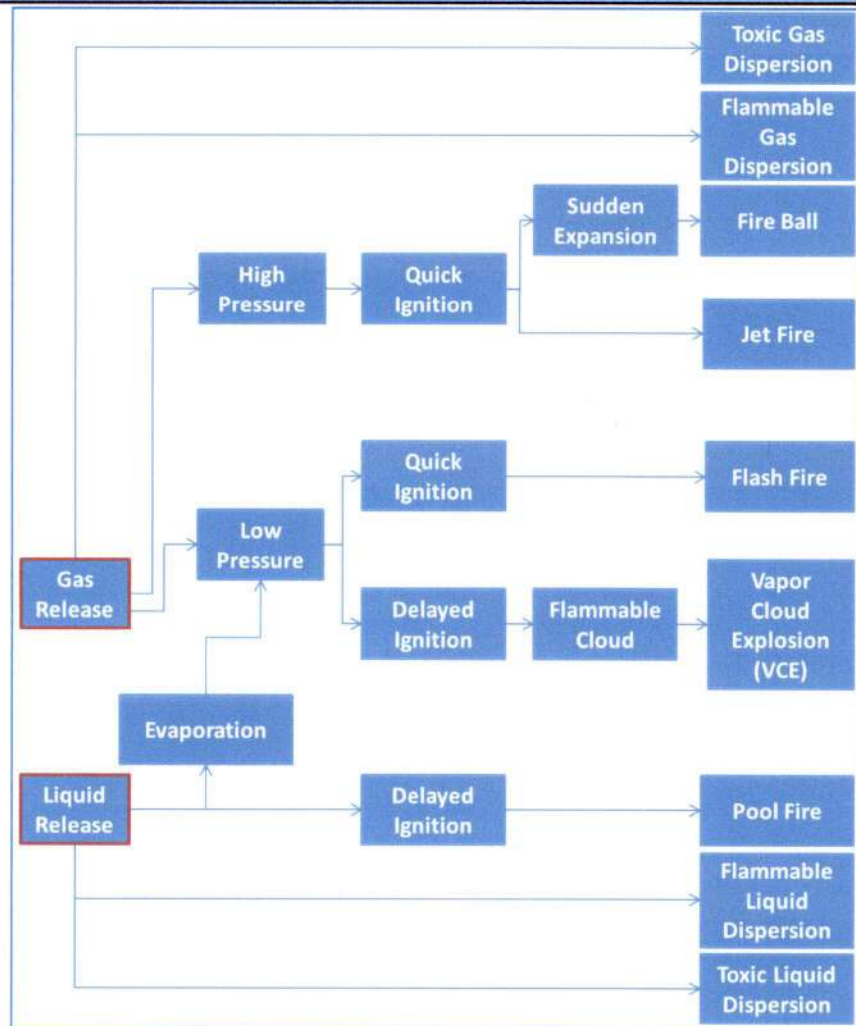 Toxic Gas
Dispersion
Flammable
Gas
Dispersion
Sudden
Expansion
Fire Ball
High
Pressure
Quick
Ignition
Jet Fire
Quick
Ignition
Flash Fire
Low
Pressure
Gas
Release
Delayed
Ignition
Flammable
Cloud
Vapor
Cloud
Explosion
(VCE)
Evaporation
Liquid
Release
Delayed
Ignition
Pool Fire
Flammable
Liquid
Dispersion
Toxic Liquid
Dispersion